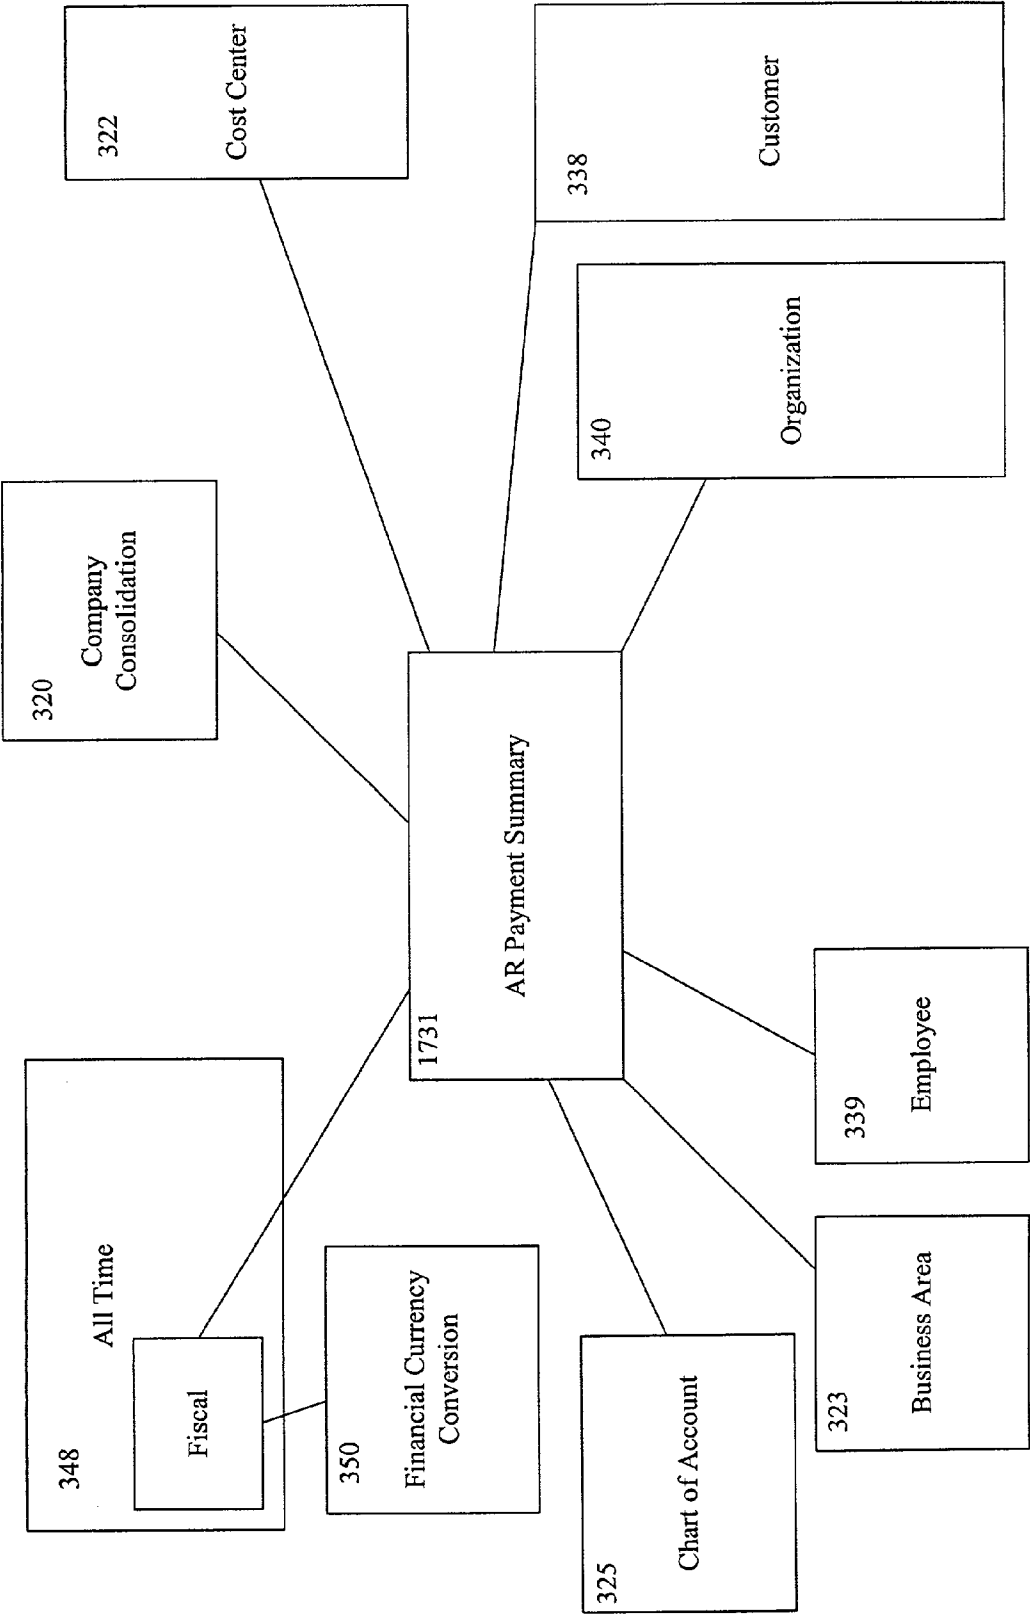 348
All Time
Fiscal
350
Financial Currency
Conversion
320
Company
Consolidation
322
Cost Center
1731
AR Payment Summary
338
Customer
340
Organization
325
Chart of Account
323
Business Area
339
Employee